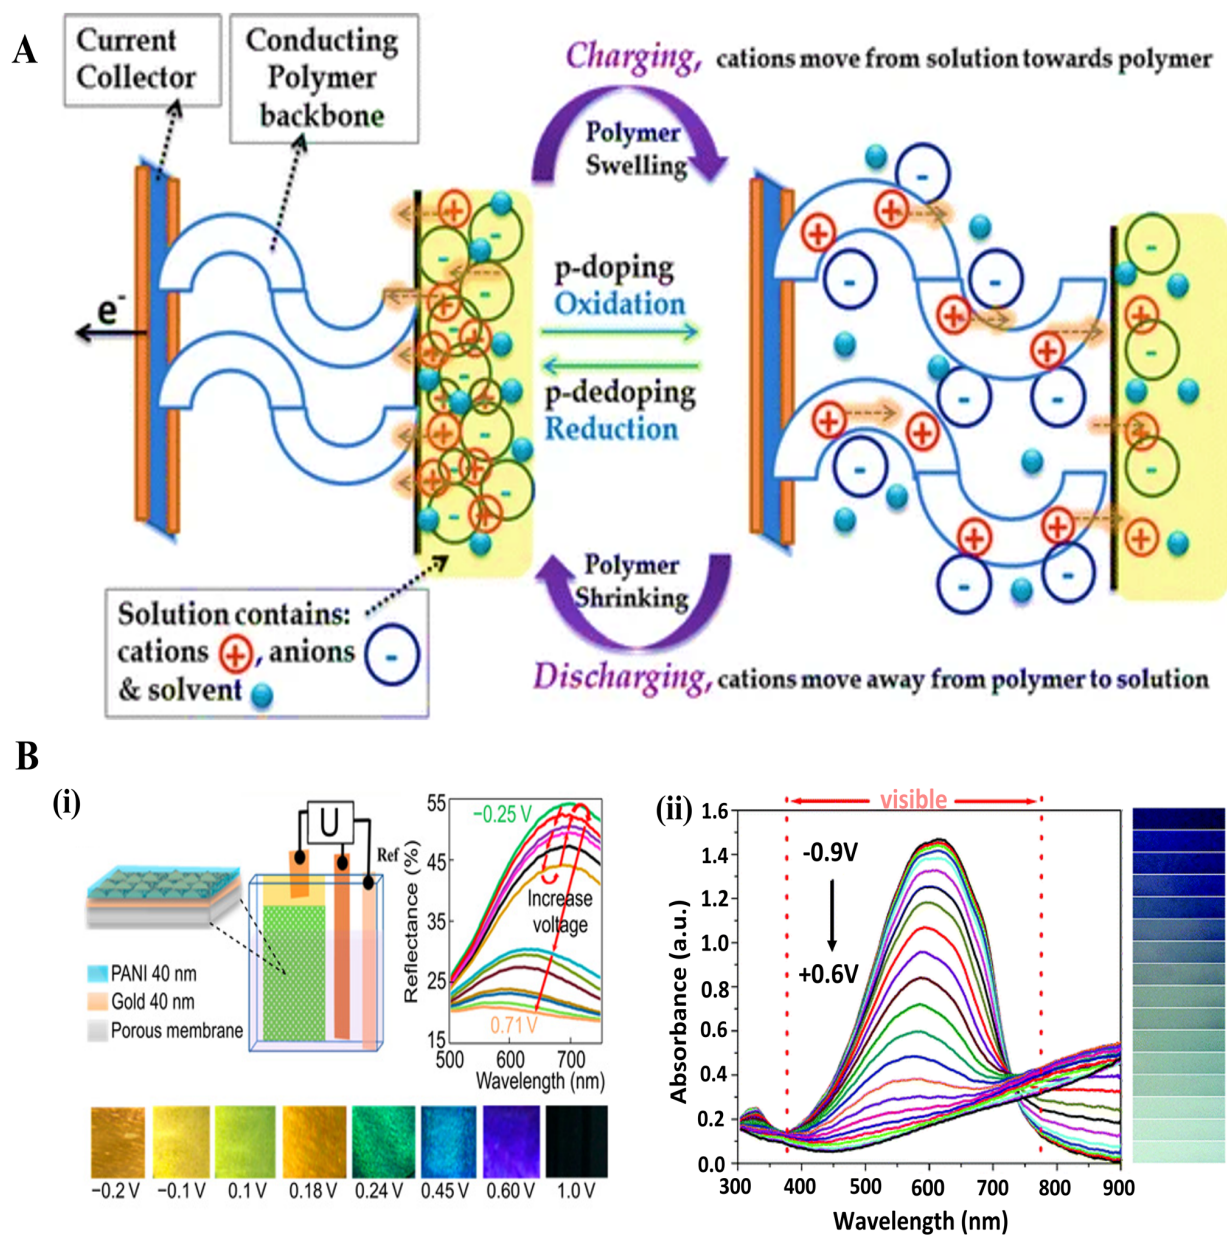 A
Current
Collector
Conducting
Polymer
backbone
Charging, cations move from solution towards polymer
Polymer
Swelling
e-
p-doping
Oxidation
p-dedoping
Reduction
Polymer
Shrinking
Discharging, cations move away from polymer to solution
Solution contains:
cations +, anions -
& solvent
B
(i)
U
Ref
PANI 40 nm
Gold 40 nm
Porous membrane
Reflectance (%)
55
45
35
25
15
−0.25 V
Increase
voltage
0.71 V
500 600 700
Wavelength (nm)
−0.2 V −0.1 V 0.1 V 0.18 V 0.24 V 0.45 V 0.60 V 1.0 V
(ii)
visible
-0.9V
+0.6V
Absorbance (a.u.)
1.6
1.4
1.2
1.0
0.8
0.6
0.4
0.2
0.0
300 400 500 600 700 800 900
Wavelength (nm)